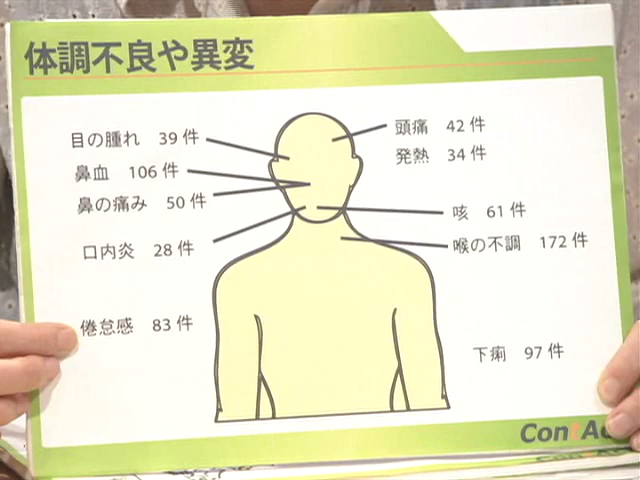 体調不良や異変
目の腫れ 39 件
鼻血 106 件
鼻の痛み 50 件
口内炎 28 件
倦怠感 83 件
頭痛 42 件
発熱 34 件
咳 61 件
喉の不調 172 件
下痢 97 件